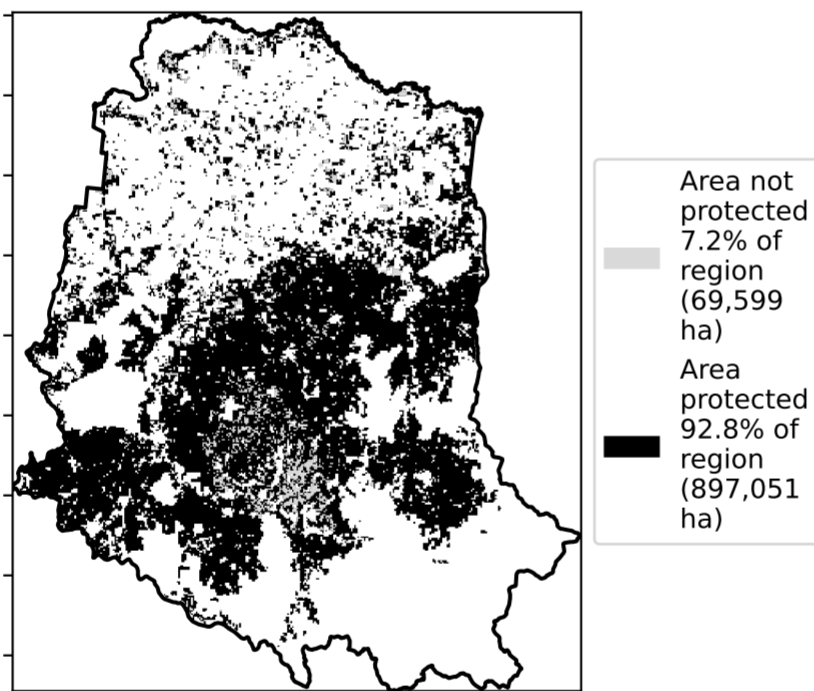 Area not
protected
7.2% of
region
(69,599
ha)
Area
protected
92.8% of
region
(897,051
ha)